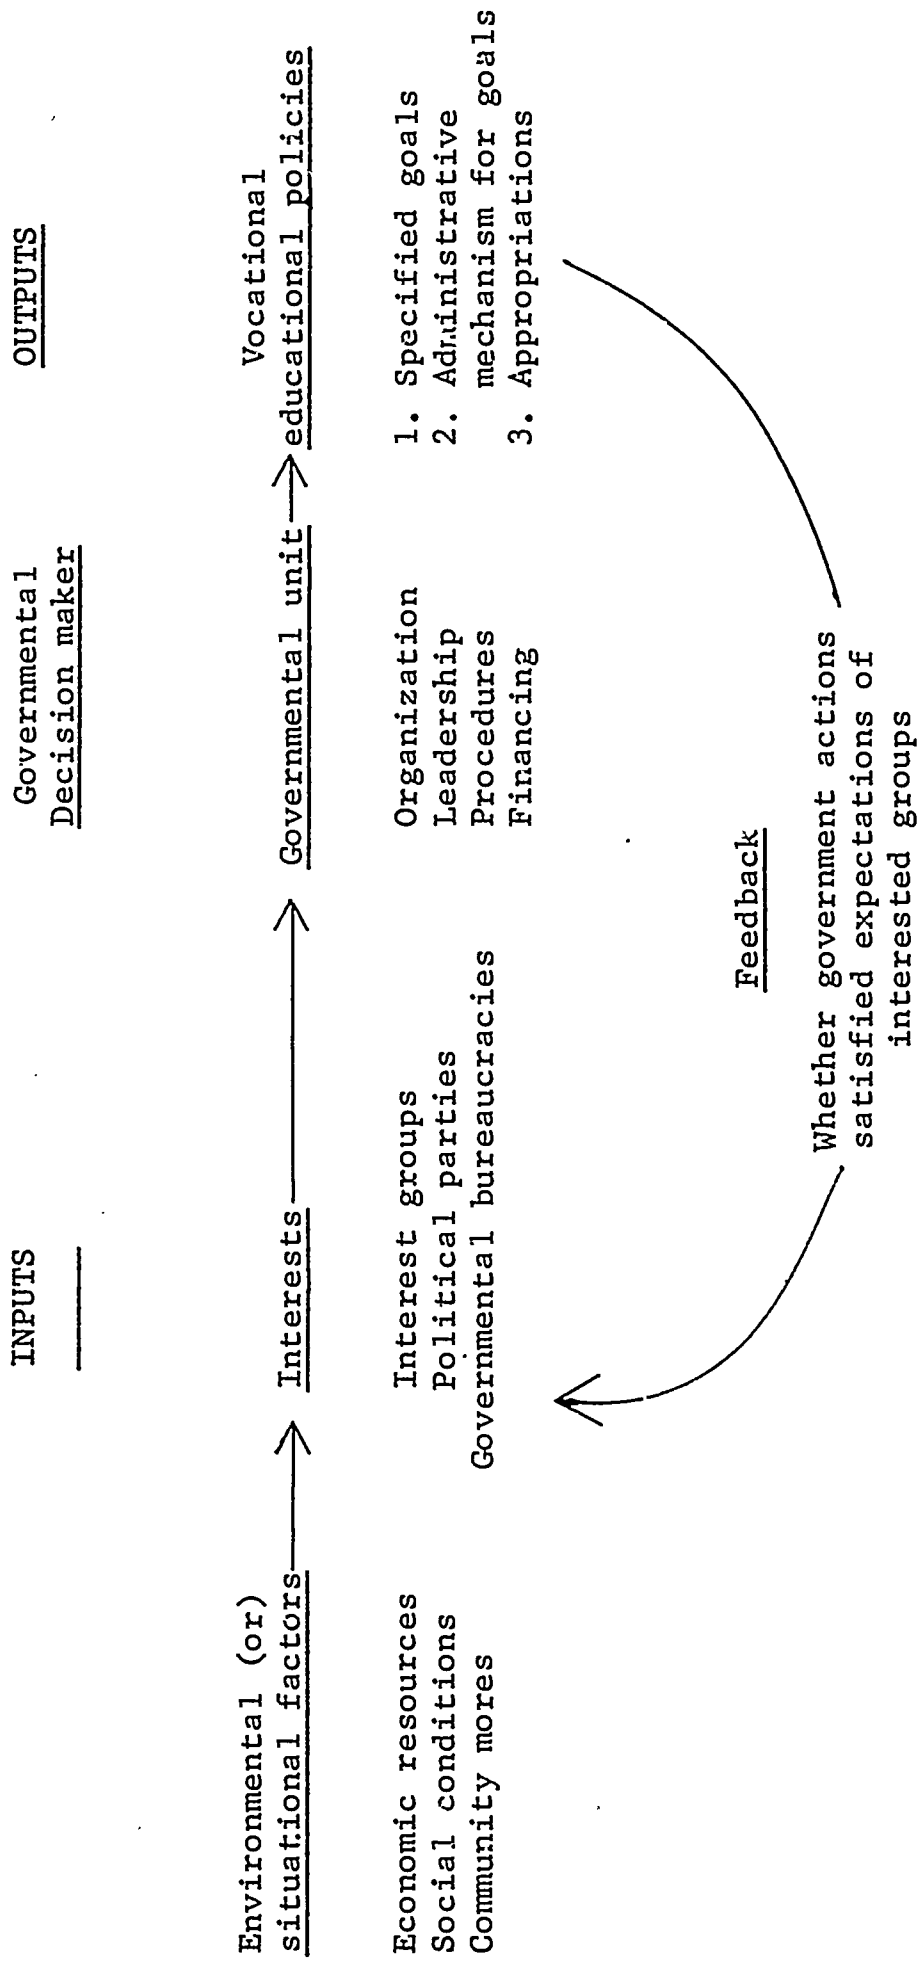 INPUTS
Governmental
Decision maker
OUTPUTS
Environmental (or)
situational factors
Interests
Governmental unit
Vocational
educational policies
Economic resources
Social conditions
Community mores
Interest groups
Political parties
Governmental bureaucracies
Organization
Leadership
Procedures
Financing
1. Specified goals
2. Administrative
mechanism for goals
3. Appropriations
Feedback
Whether government actions
satisfied expectations of
interested groups